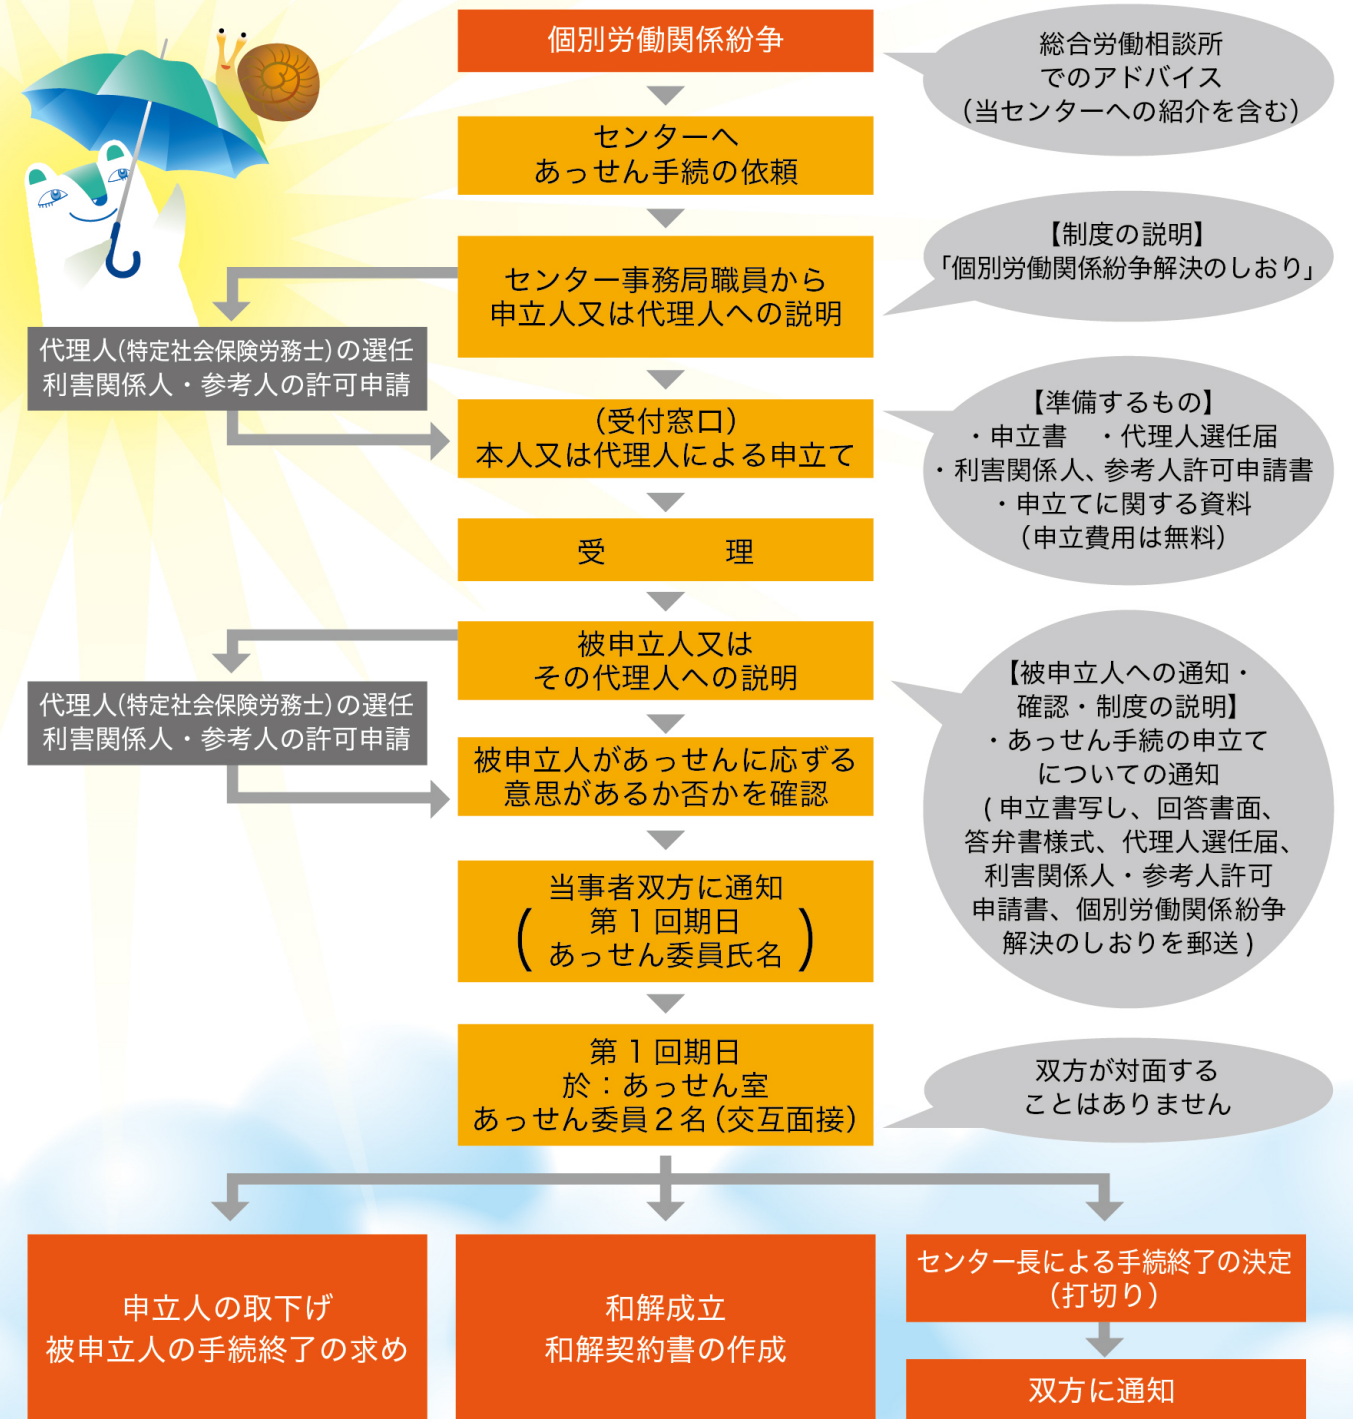 個別労働関係紛争
総合労働相談所
でのアドバイス
（当センターへの紹介を含む）
センターへ
あっせん手続の依頼
【制度の説明】
「個別労働関係紛争解決のしおり」
センター事務局職員から
申立人又は代理人への説明
代理人（特定社会保険労務士）の選任
利害関係人・参考人の許可申請
（受付窓口）
本人又は代理人による申立て
【準備するもの】
・申立書　・代理人選任届
・利害関係人、参考人許可申請書
・申立てに関する資料
（申立費用は無料）
受　　　　理
被申立人又は
その代理人への説明
【被申立人への通知・
確認・制度の説明】
・あっせん手続の申立て
についての通知
(申立書写し、回答書面、
答弁書様式、代理人選任届、
利害関係人・参考人許可
申請書、個別労働関係紛争
解決のしおりを郵送)
代理人（特定社会保険労務士）の選任
利害関係人・参考人の許可申請
被申立人があっせんに応ずる
意思があるか否かを確認
当事者双方に通知
（第1回期日
あっせん委員氏名）
第1回期日
於：あっせん室
あっせん委員2名（交互面接）
双方が対面する
ことはありません
申立人の取下げ
被申立人の手続終了の求め
和解成立
和解契約書の作成
センター長による手続終了の決定
（打切り）
双方に通知